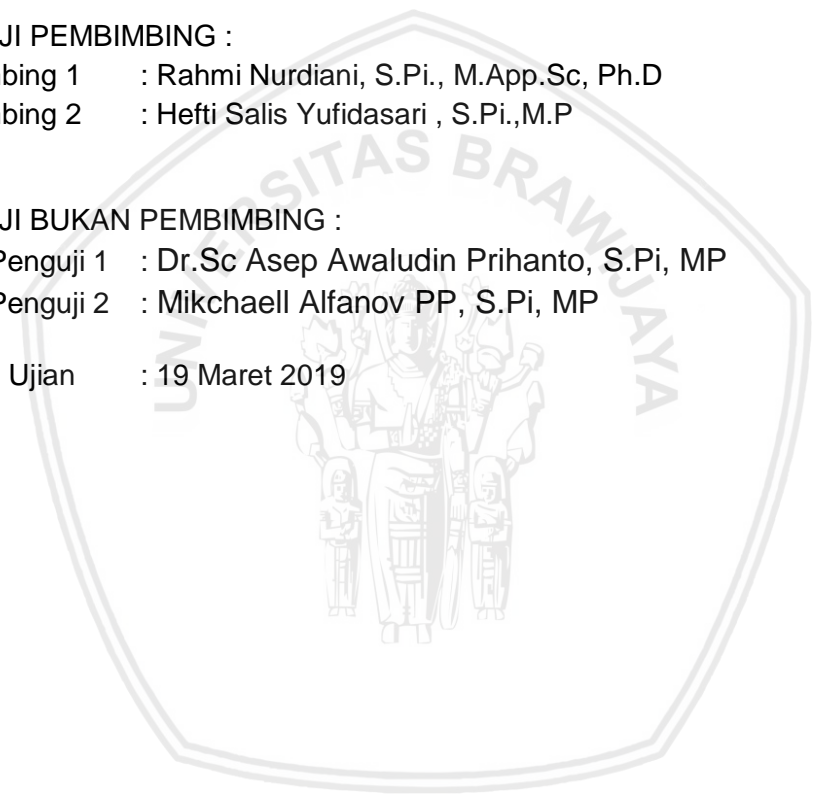 JI PEMBIMBING :
bing 1 : Rahmi Nurdiani, S.Pi., M.App.Sc, Ph.D
bing 2 : Hefti Salis Yufidasari , S.Pi.,M.P
JI BUKAN PEMBIMBING :
Penguji 1 : Dr.Sc Asep Awaludin Prihanto, S.Pi, MP
Penguji 2 : Mikchaell Alfanov PP, S.Pi, MP
Ujian : 19 Maret 2019
UNIVERSITAS BRAWIJAYA